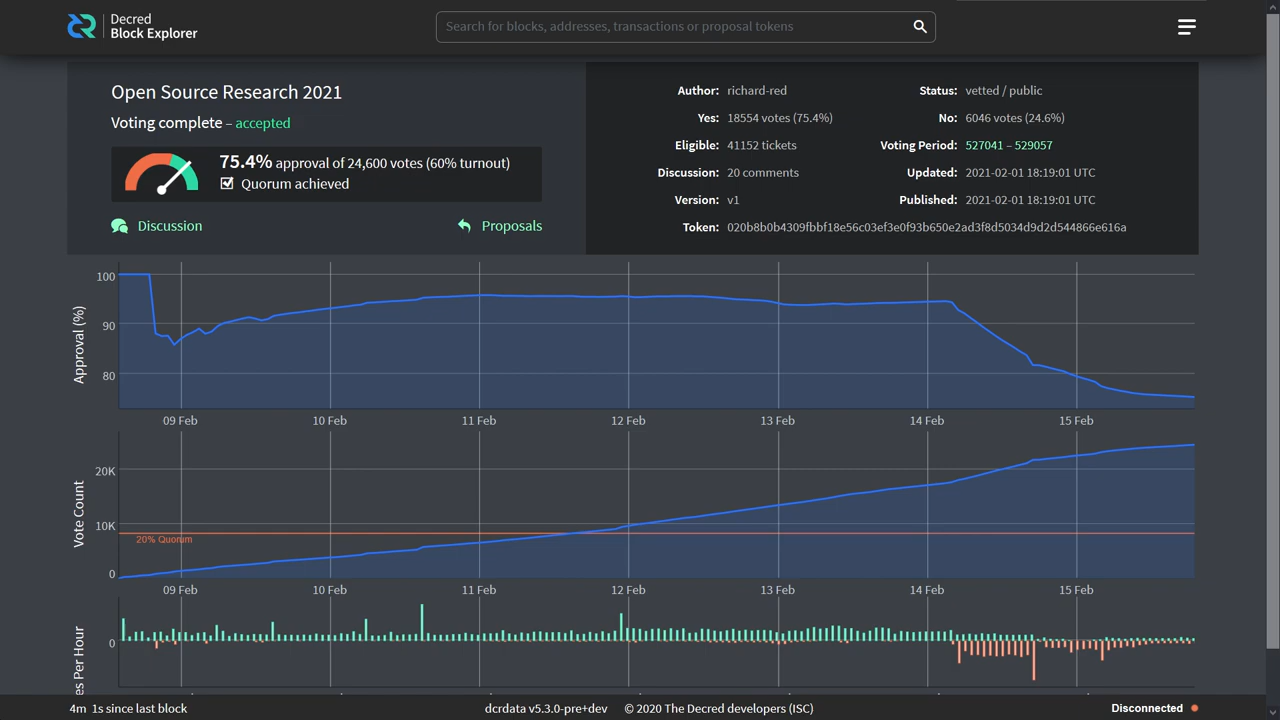 Decred
Block Explorer
Search for blocks, addresses, transactions or proposal tokens
Open Source Research 2021
Voting complete – accepted
75.4% approval of 24,600 votes (60% turnout)
Quorum achieved
Discussion
Proposals
Author: richard-red
Status: vetted / public
Yes: 18554 votes (75.4%)
No: 6046 votes (24.6%)
Eligible: 41152 tickets
Voting Period: 527041 – 529057
Discussion: 20 comments
Updated: 2021-02-01 18:19:01 UTC
Version: v1
Published: 2021-02-01 18:19:01 UTC
Token: 020b8b0b4309fbbf18e56c03ef3e0f93b650e2ad3f8d5034d9d2d544866e616a
Approval (%)
100
90
80
09 Feb
10 Feb
11 Feb
12 Feb
13 Feb
14 Feb
15 Feb
Vote Count
20K
10K
0
20% Quorum
09 Feb
10 Feb
11 Feb
12 Feb
13 Feb
14 Feb
15 Feb
es Per Hour
0
4m 1s since last block
dcrdata v5.3.0-pre+dev
© 2020 The Decred developers (ISC)
Disconnected